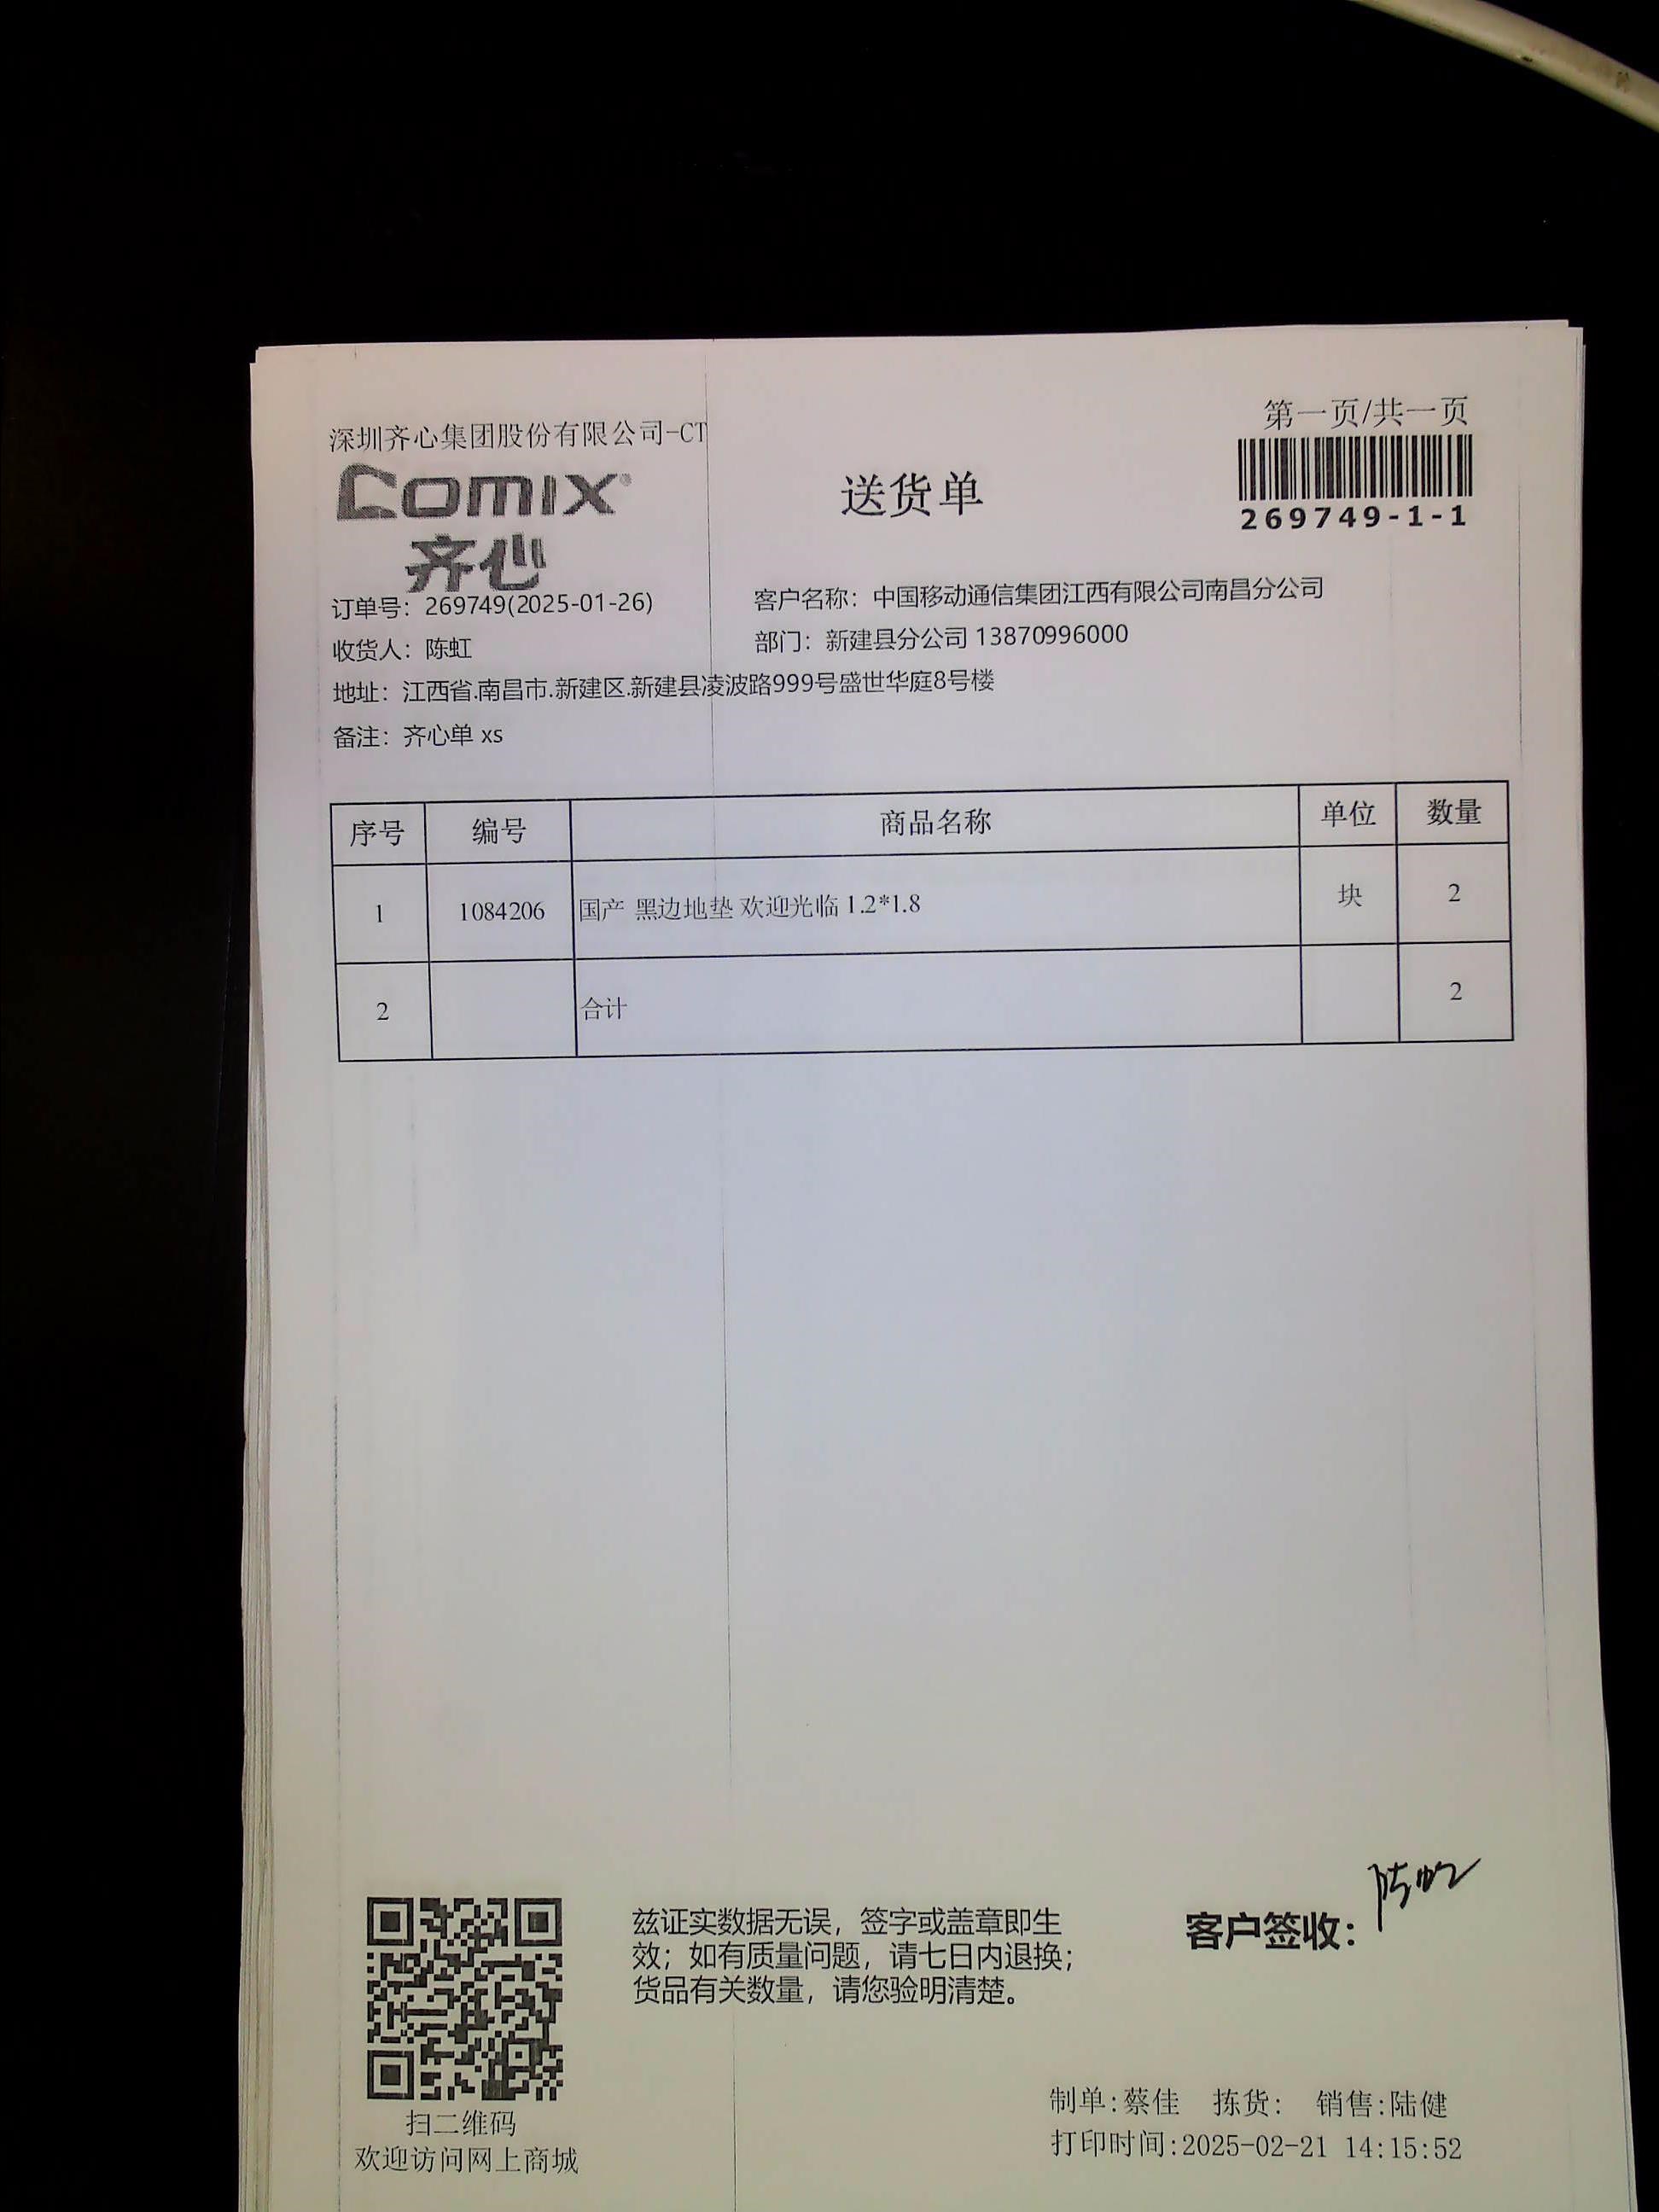 第一页/共一页
深圳齐心集团股份有限公司-CT
comix
齐心
送货单
269749-1-1
订单号：269749(2025-01-26)
客户名称：中国移动通信集团江西有限公司南昌分公司
收货人：陈虹
部门：新建县分公司 13870996000
地址：江西省.南昌市.新建区.新建县凌波路999号盛世华庭8号楼
备注：齐心单 xs
序号 编号 商品名称 单位 数量
1 1084206 国产 黑边地垫 欢迎光临 1.2*1.8 块 2
2 合计 2
兹证实数据无误，签字或盖章即生
效；如有质量问题，请七日内退换；
货品有关数量，请您验明清楚。
客户签收：陈虹
扫二维码
欢迎访问网上商城
制单:蔡佳 拣货: 销售:陆健
打印时间:2025-02-21 14:15:52